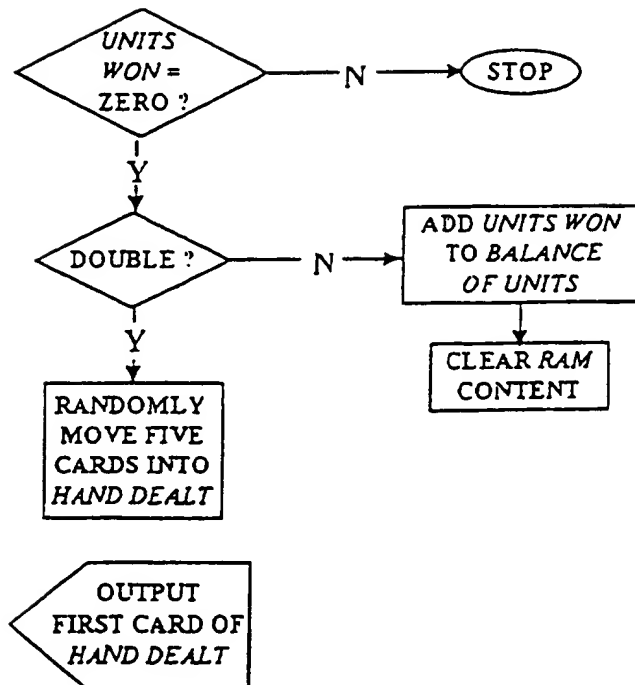 UNITS
WON =
ZERO ?
N
STOP
Y
DOUBLE ?
N
ADD UNITS WON
TO BALANCE
OF UNITS
Y
CLEAR RAM
CONTENT
RANDOMLY
MOVE FIVE
CARDS INTO
HAND DEALT
OUTPUT
FIRST CARD OF
HAND DEALT